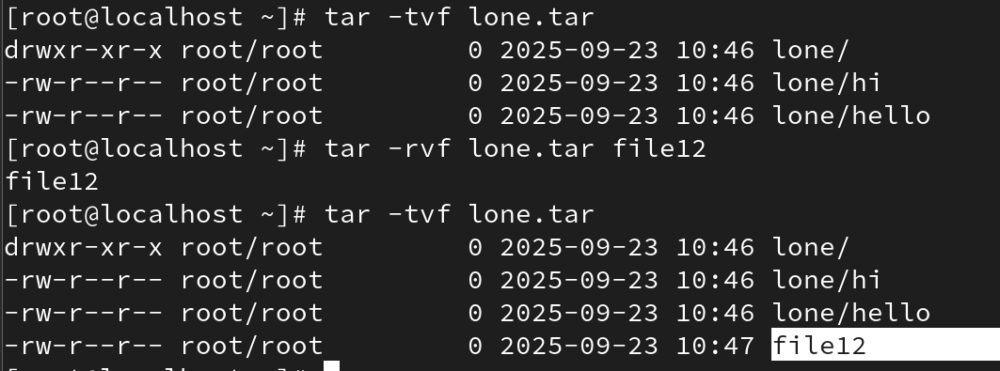 [root@localhost ~]# tar -tvf lone.tar
drwxr-xr-x root/root         0 2025-09-23 10:46 lone/
-rw-r--r-- root/root         0 2025-09-23 10:46 lone/hi
-rw-r--r-- root/root         0 2025-09-23 10:46 lone/hello
[root@localhost ~]# tar -rvf lone.tar file12
file12
[root@localhost ~]# tar -tvf lone.tar
drwxr-xr-x root/root         0 2025-09-23 10:46 lone/
-rw-r--r-- root/root         0 2025-09-23 10:46 lone/hi
-rw-r--r-- root/root         0 2025-09-23 10:46 lone/hello
-rw-r--r-- root/root         0 2025-09-23 10:47 file12